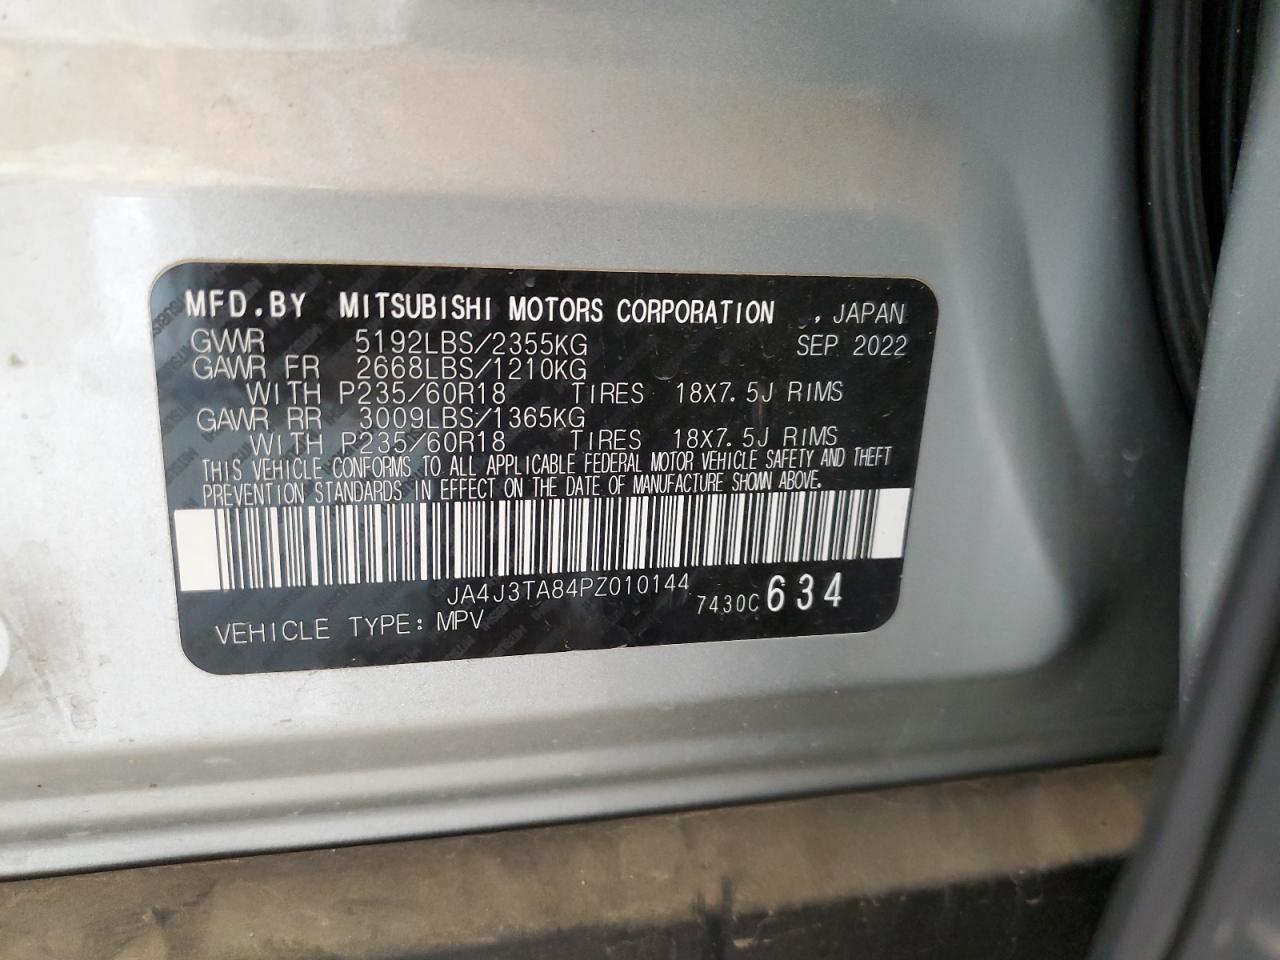 MFD.BY MITSUBISHI MOTORS CORPORATION , JAPAN
GVWR 5192LBS/2355KG SEP 2022
GAWR FR 2668LBS/1210KG
WITH P235/60R18 TIRES 18X7.5J RIMS
GAWR RR 3009LBS/1365KG
WITH P235/60R18 TIRES 18X7.5J RIMS
THIS VEHICLE CONFORMS TO ALL APPLICABLE FEDERAL MOTOR VEHICLE SAFETY AND THEFT
PREVENTION STANDARDS IN EFFECT ON THE DATE OF MANUFACTURE SHOWN ABOVE.
JA4J3TA84PZ010144
7430C 634
VEHICLE TYPE: MPV